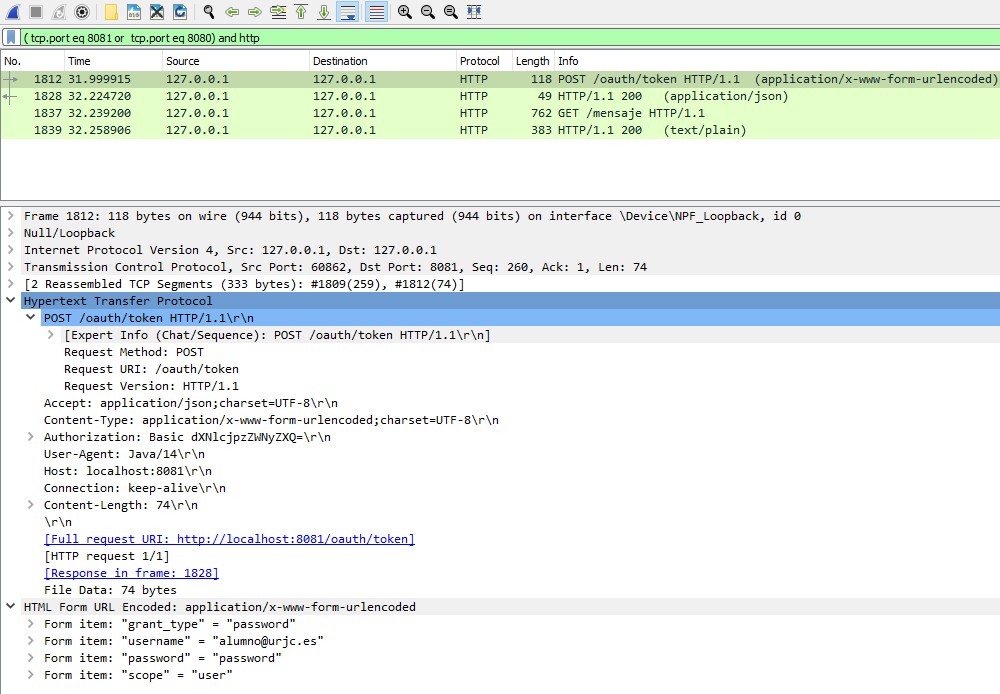 ( tcp.port eq 8081 or  tcp.port eq 8080) and http
No. Time Source Destination Protocol Length Info
1812 31.999915 127.0.0.1 127.0.0.1 HTTP 118 POST /oauth/token HTTP/1.1  (application/x-www-form-urlencoded)
1828 32.224720 127.0.0.1 127.0.0.1 HTTP 49 HTTP/1.1 200   (application/json)
1837 32.239200 127.0.0.1 127.0.0.1 HTTP 762 GET /mensaje HTTP/1.1
1839 32.258906 127.0.0.1 127.0.0.1 HTTP 383 HTTP/1.1 200   (text/plain)
Frame 1812: 118 bytes on wire (944 bits), 118 bytes captured (944 bits) on interface \Device\NPF_Loopback, id 0
Null/Loopback
Internet Protocol Version 4, Src: 127.0.0.1, Dst: 127.0.0.1
Transmission Control Protocol, Src Port: 60862, Dst Port: 8081, Seq: 260, Ack: 1, Len: 74
[2 Reassembled TCP Segments (333 bytes): #1809(259), #1812(74)]
Hypertext Transfer Protocol
POST /oauth/token HTTP/1.1\r\n
[Expert Info (Chat/Sequence): POST /oauth/token HTTP/1.1\r\n]
Request Method: POST
Request URI: /oauth/token
Request Version: HTTP/1.1
Accept: application/json;charset=UTF-8\r\n
Content-Type: application/x-www-form-urlencoded;charset=UTF-8\r\n
Authorization: Basic dXNlcjpzZWNyZXQ=\r\n
User-Agent: Java/14\r\n
Host: localhost:8081\r\n
Connection: keep-alive\r\n
Content-Length: 74\r\n
\r\n
[Full request URI: http://localhost:8081/oauth/token]
[HTTP request 1/1]
[Response in frame: 1828]
File Data: 74 bytes
HTML Form URL Encoded: application/x-www-form-urlencoded
Form item: "grant_type" = "password"
Form item: "username" = "alumno@urjc.es"
Form item: "password" = "password"
Form item: "scope" = "user"